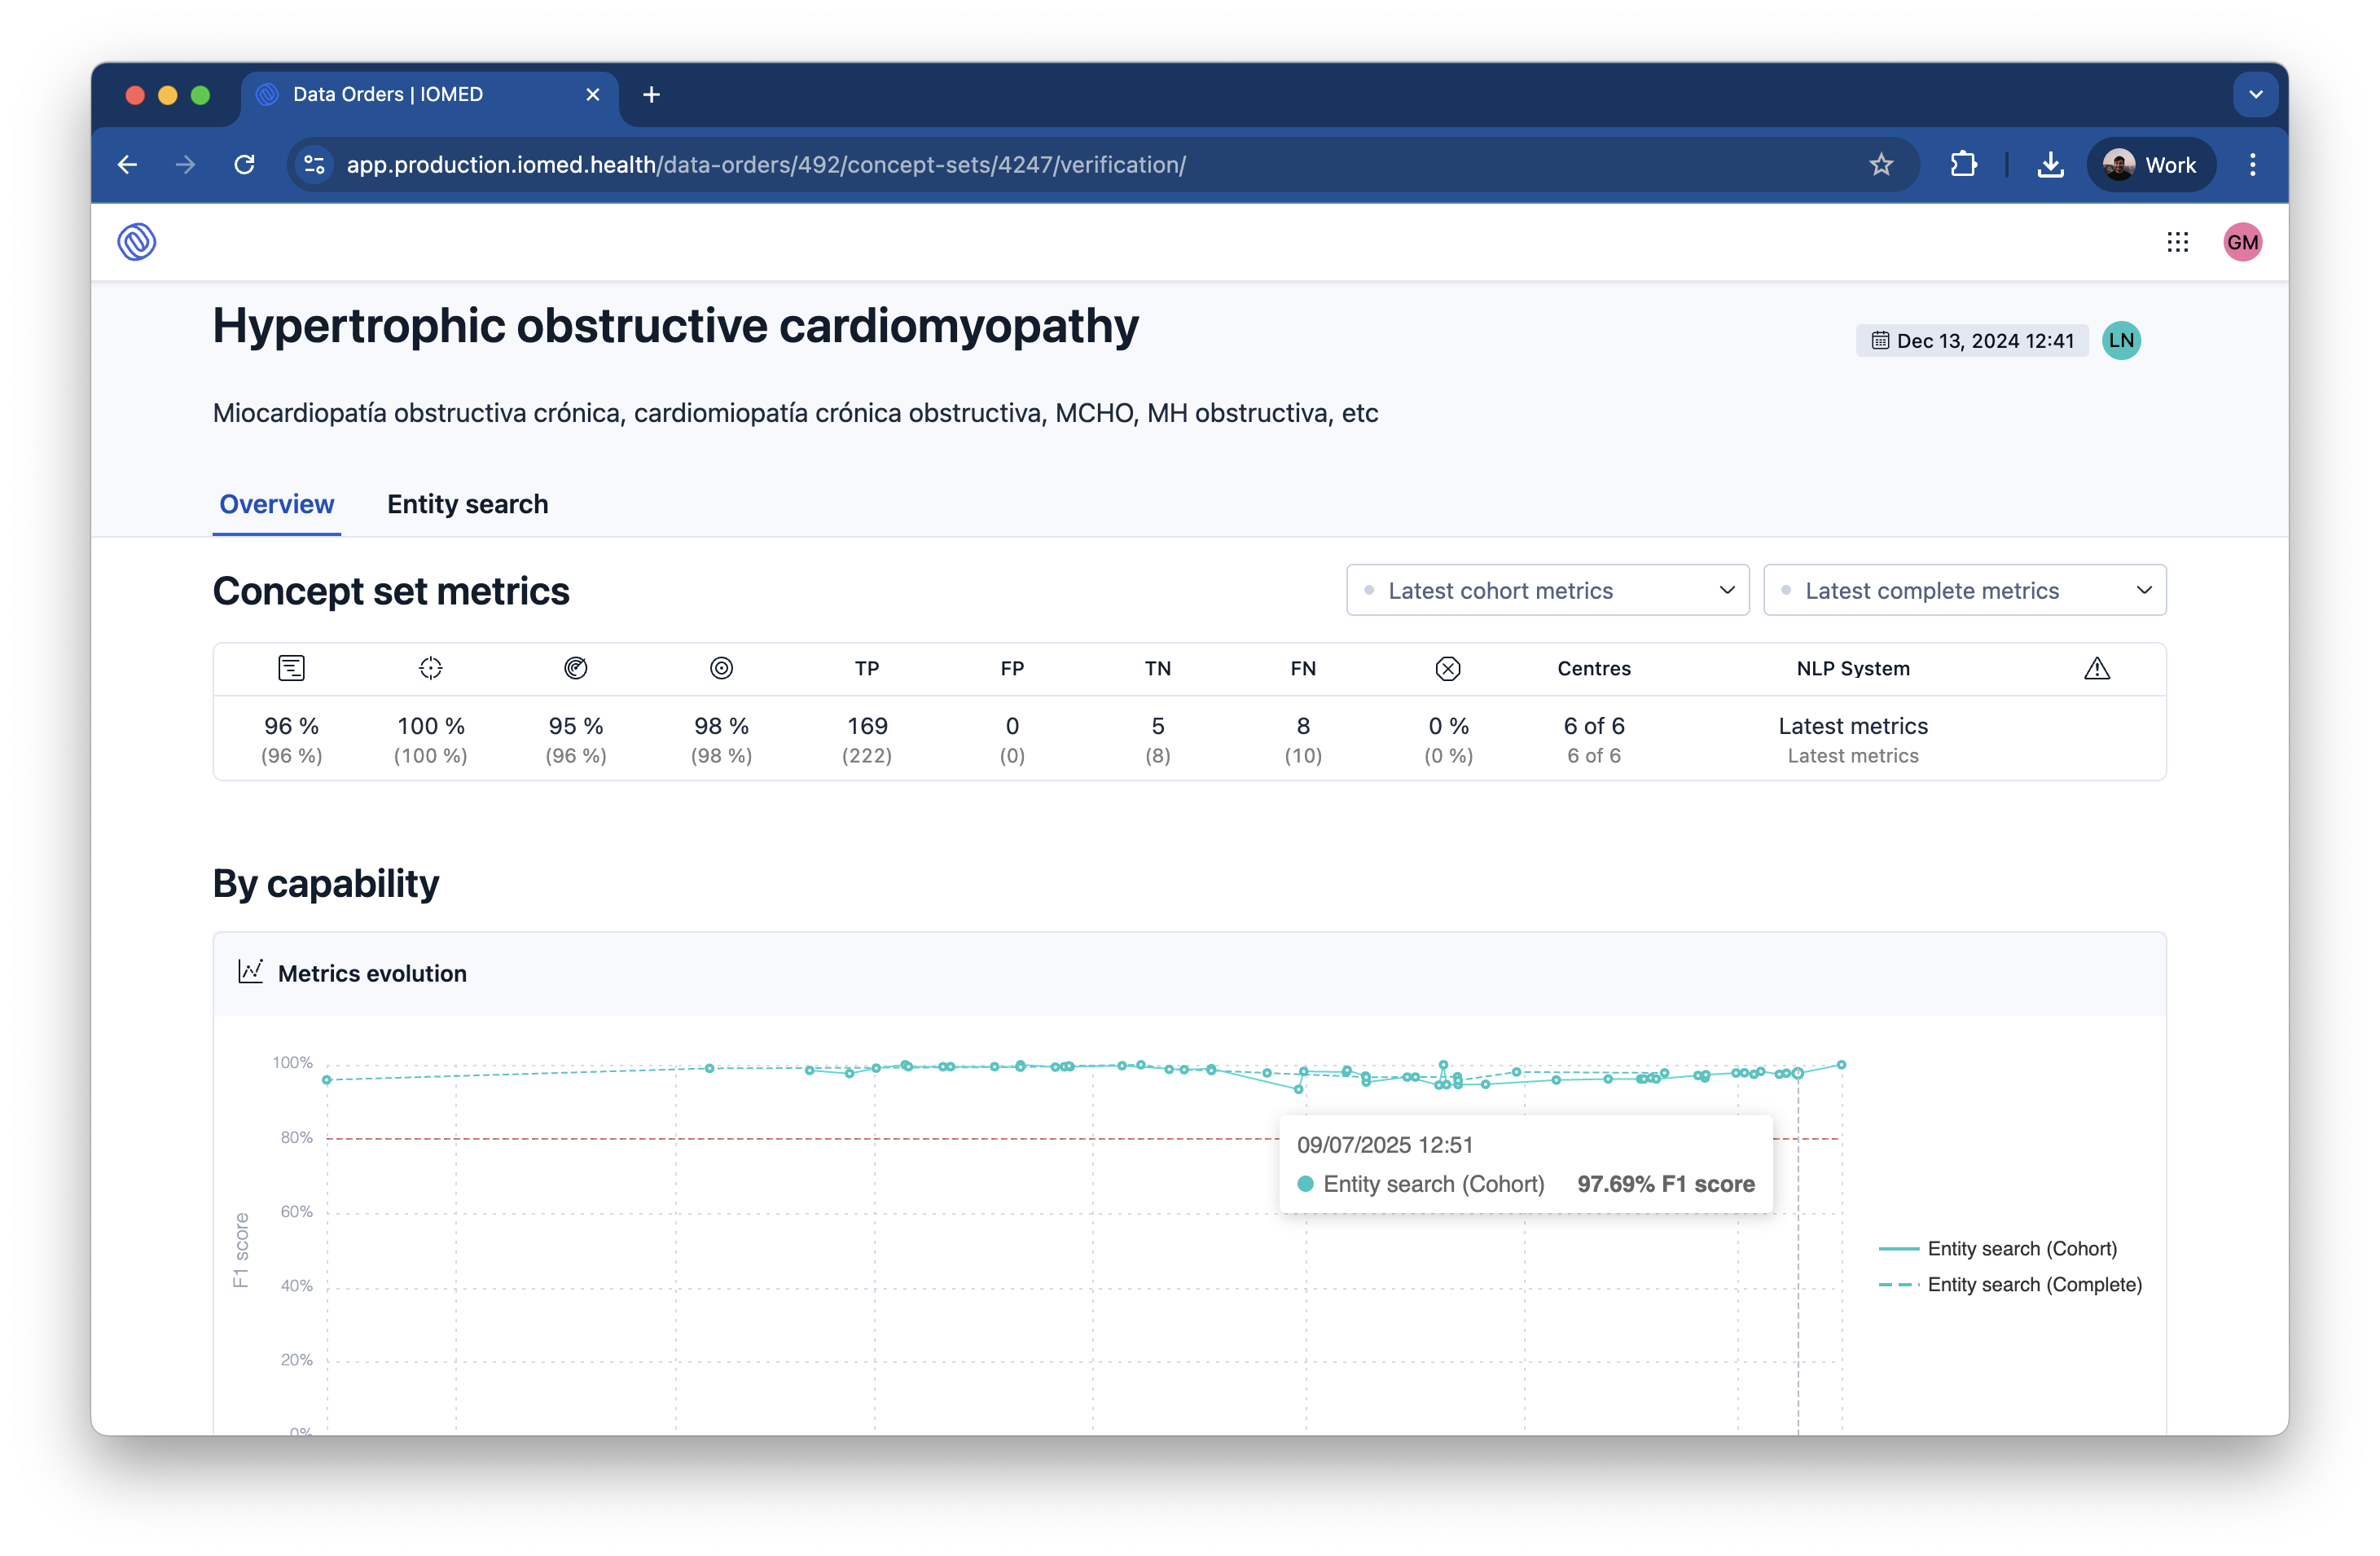 Data Orders | IOMED
app.production.iomed.health/data-orders/492/concept-sets/4247/verification/
Work
GM
Hypertrophic obstructive cardiomyopathy
Dec 13, 2024 12:41
LN
Miocardiopatía obstructiva crónica, cardiomiopatía crónica obstructiva, MCHO, MH obstructiva, etc
Overview
Entity search
Concept set metrics
Latest cohort metrics
Latest complete metrics
TP FP TN FN Centres NLP System
96 % 100 % 95 % 98 % 169 0 5 8 0 % 6 of 6 Latest metrics
(96 %) (100 %) (96 %) (98 %) (222) (0) (8) (10) (0 %) 6 of 6 Latest metrics
By capability
Metrics evolution
100%
80%
60%
40%
20%
0%
F1 score
09/07/2025 12:51
Entity search (Cohort) 97.69% F1 score
Entity search (Cohort)
Entity search (Complete)